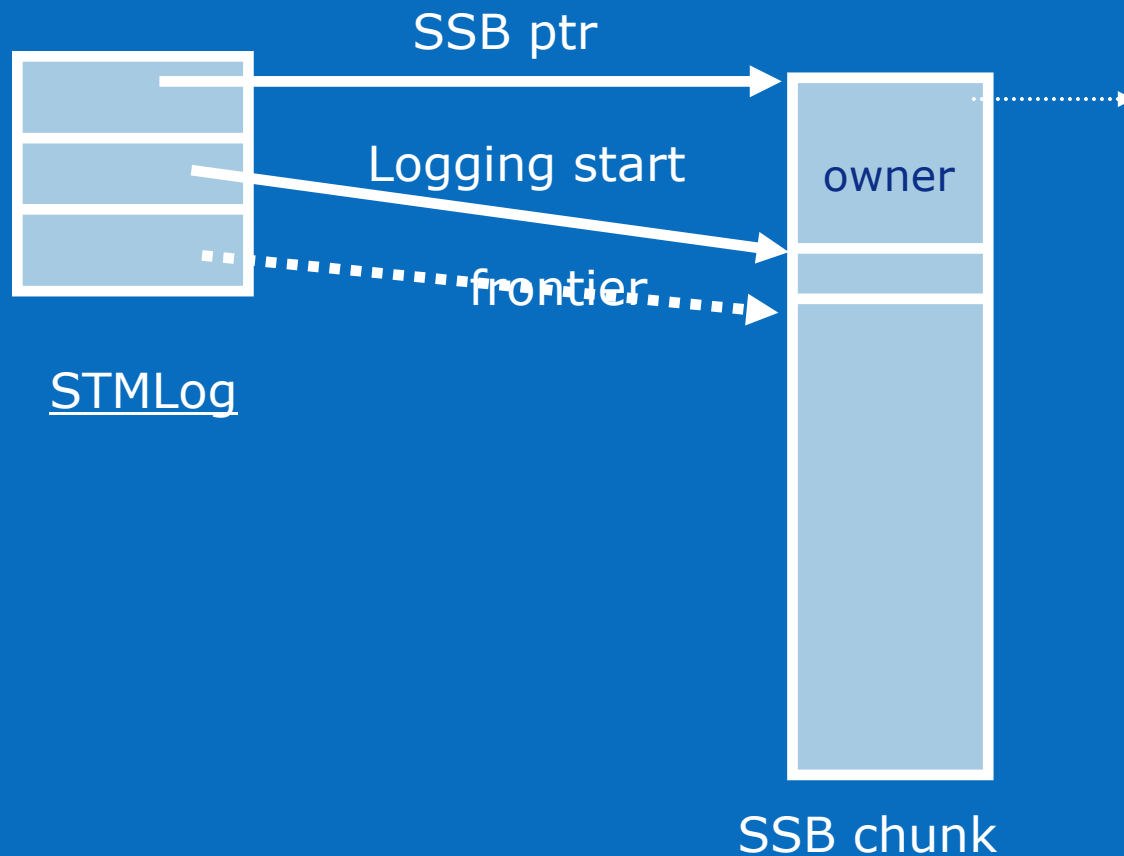 SSB ptr
Logging start
owner
frontier
STMLog
SSB chunk